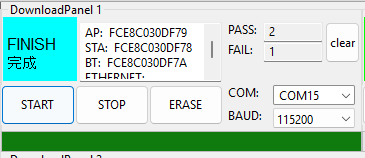 DownloadPanel 1
FINISH
完成
AP: FCE8C030DF79
STA: FCE8C030DF78
BT: FCE8C030DF7A
ETHERNET:
PASS: 2
FAIL: 1
clear
START
STOP
ERASE
COM: COM15
BAUD: 115200